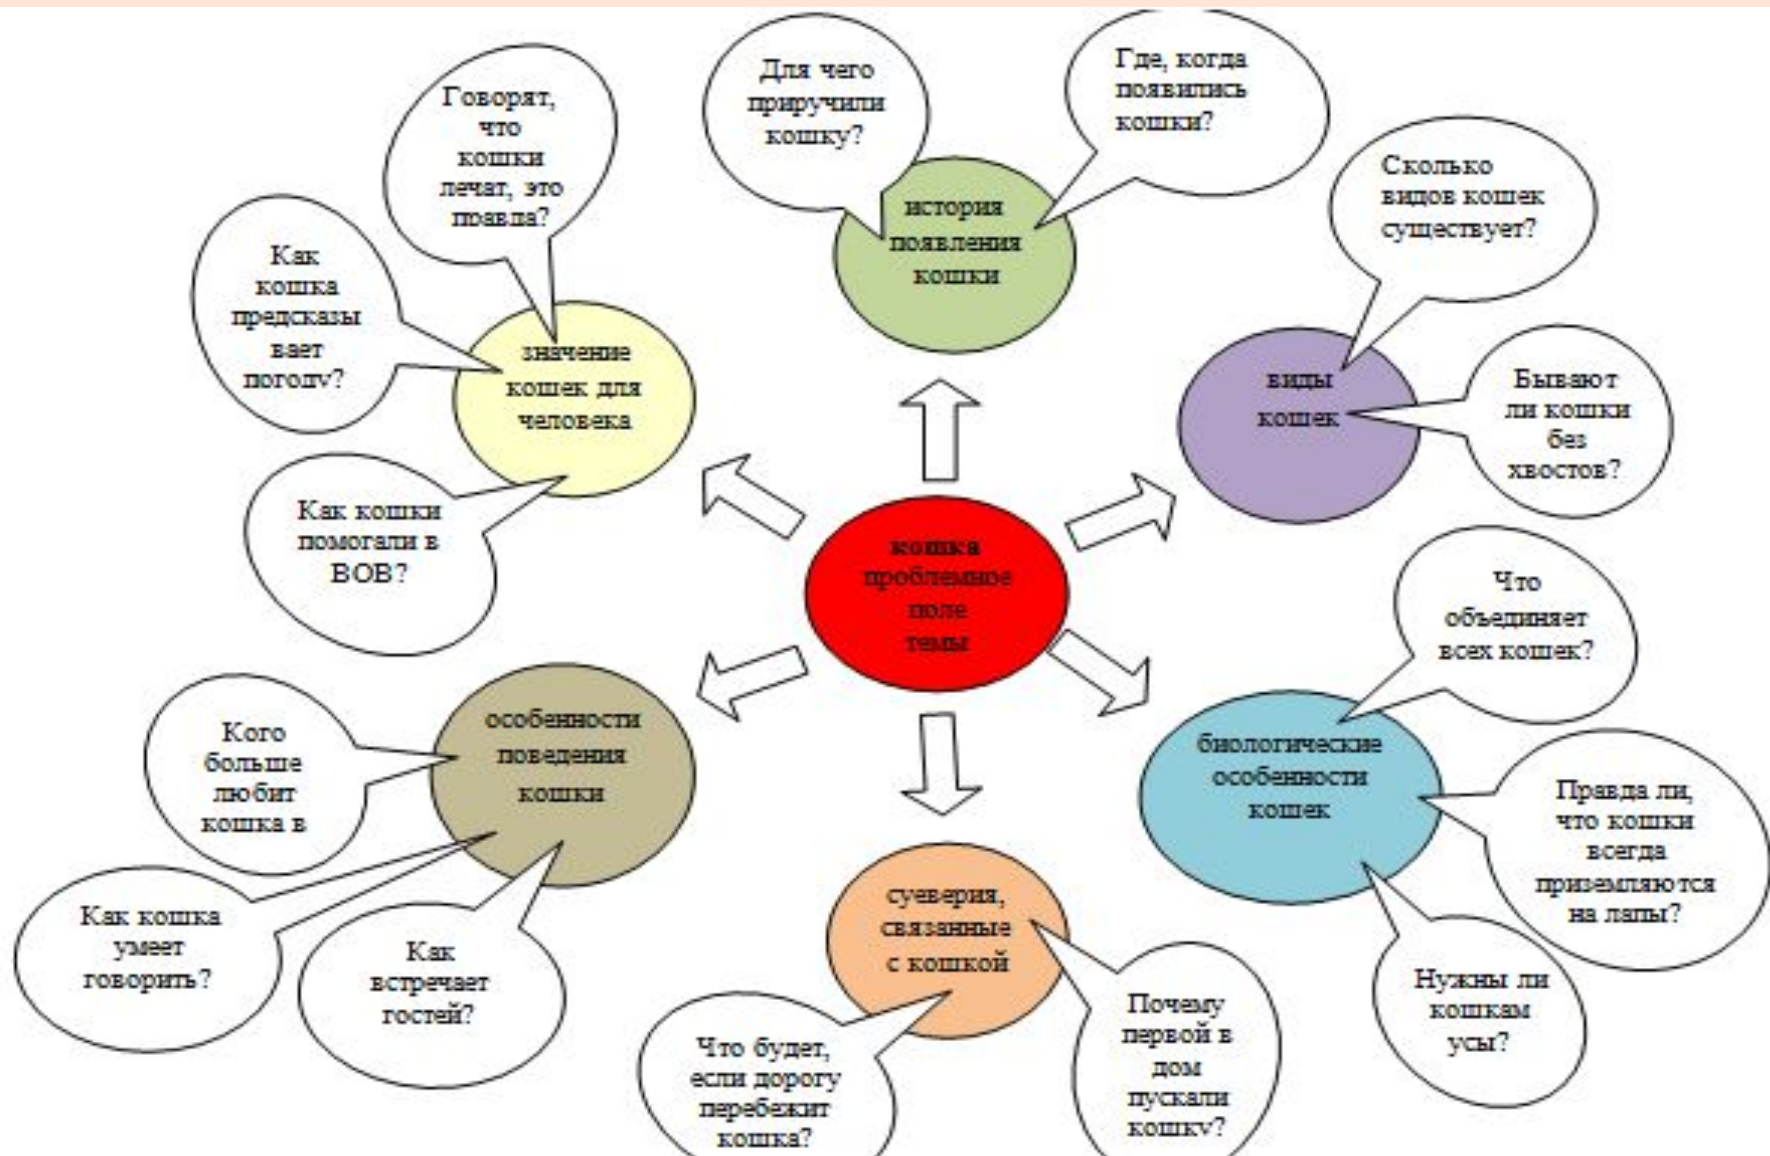 Говорят,
что
кошки
лечат, это
правда?
Для чего
приручили
кошку?
Где, когда
появились
кошки?
Сколько
видов кошек
существует?
Как
кошка
предсказы
вает
погоду?
история
появления
кошки
значение
кошек для
человека
виды
кошек
Бывают
ли кошки
без
хвостов?
Как кошки
помогали в
ВОВ?
кошка
проблемное
поле
темы
Что
объединяет
всех кошек?
Кого
больше
любит
кошка в
особенности
поведения
кошки
биологические
особенности
кошек
Правда ли,
что кошки
всегда
приземляются
на лапы?
Как кошка
умеет
говорить?
Как
встречает
гостей?
суеверия,
связанные
с кошкой
Нужны ли
кошкам
усы?
Что будет,
если дорогу
перебежит
кошка?
Почему
первой в
дом
пускали
кошку?